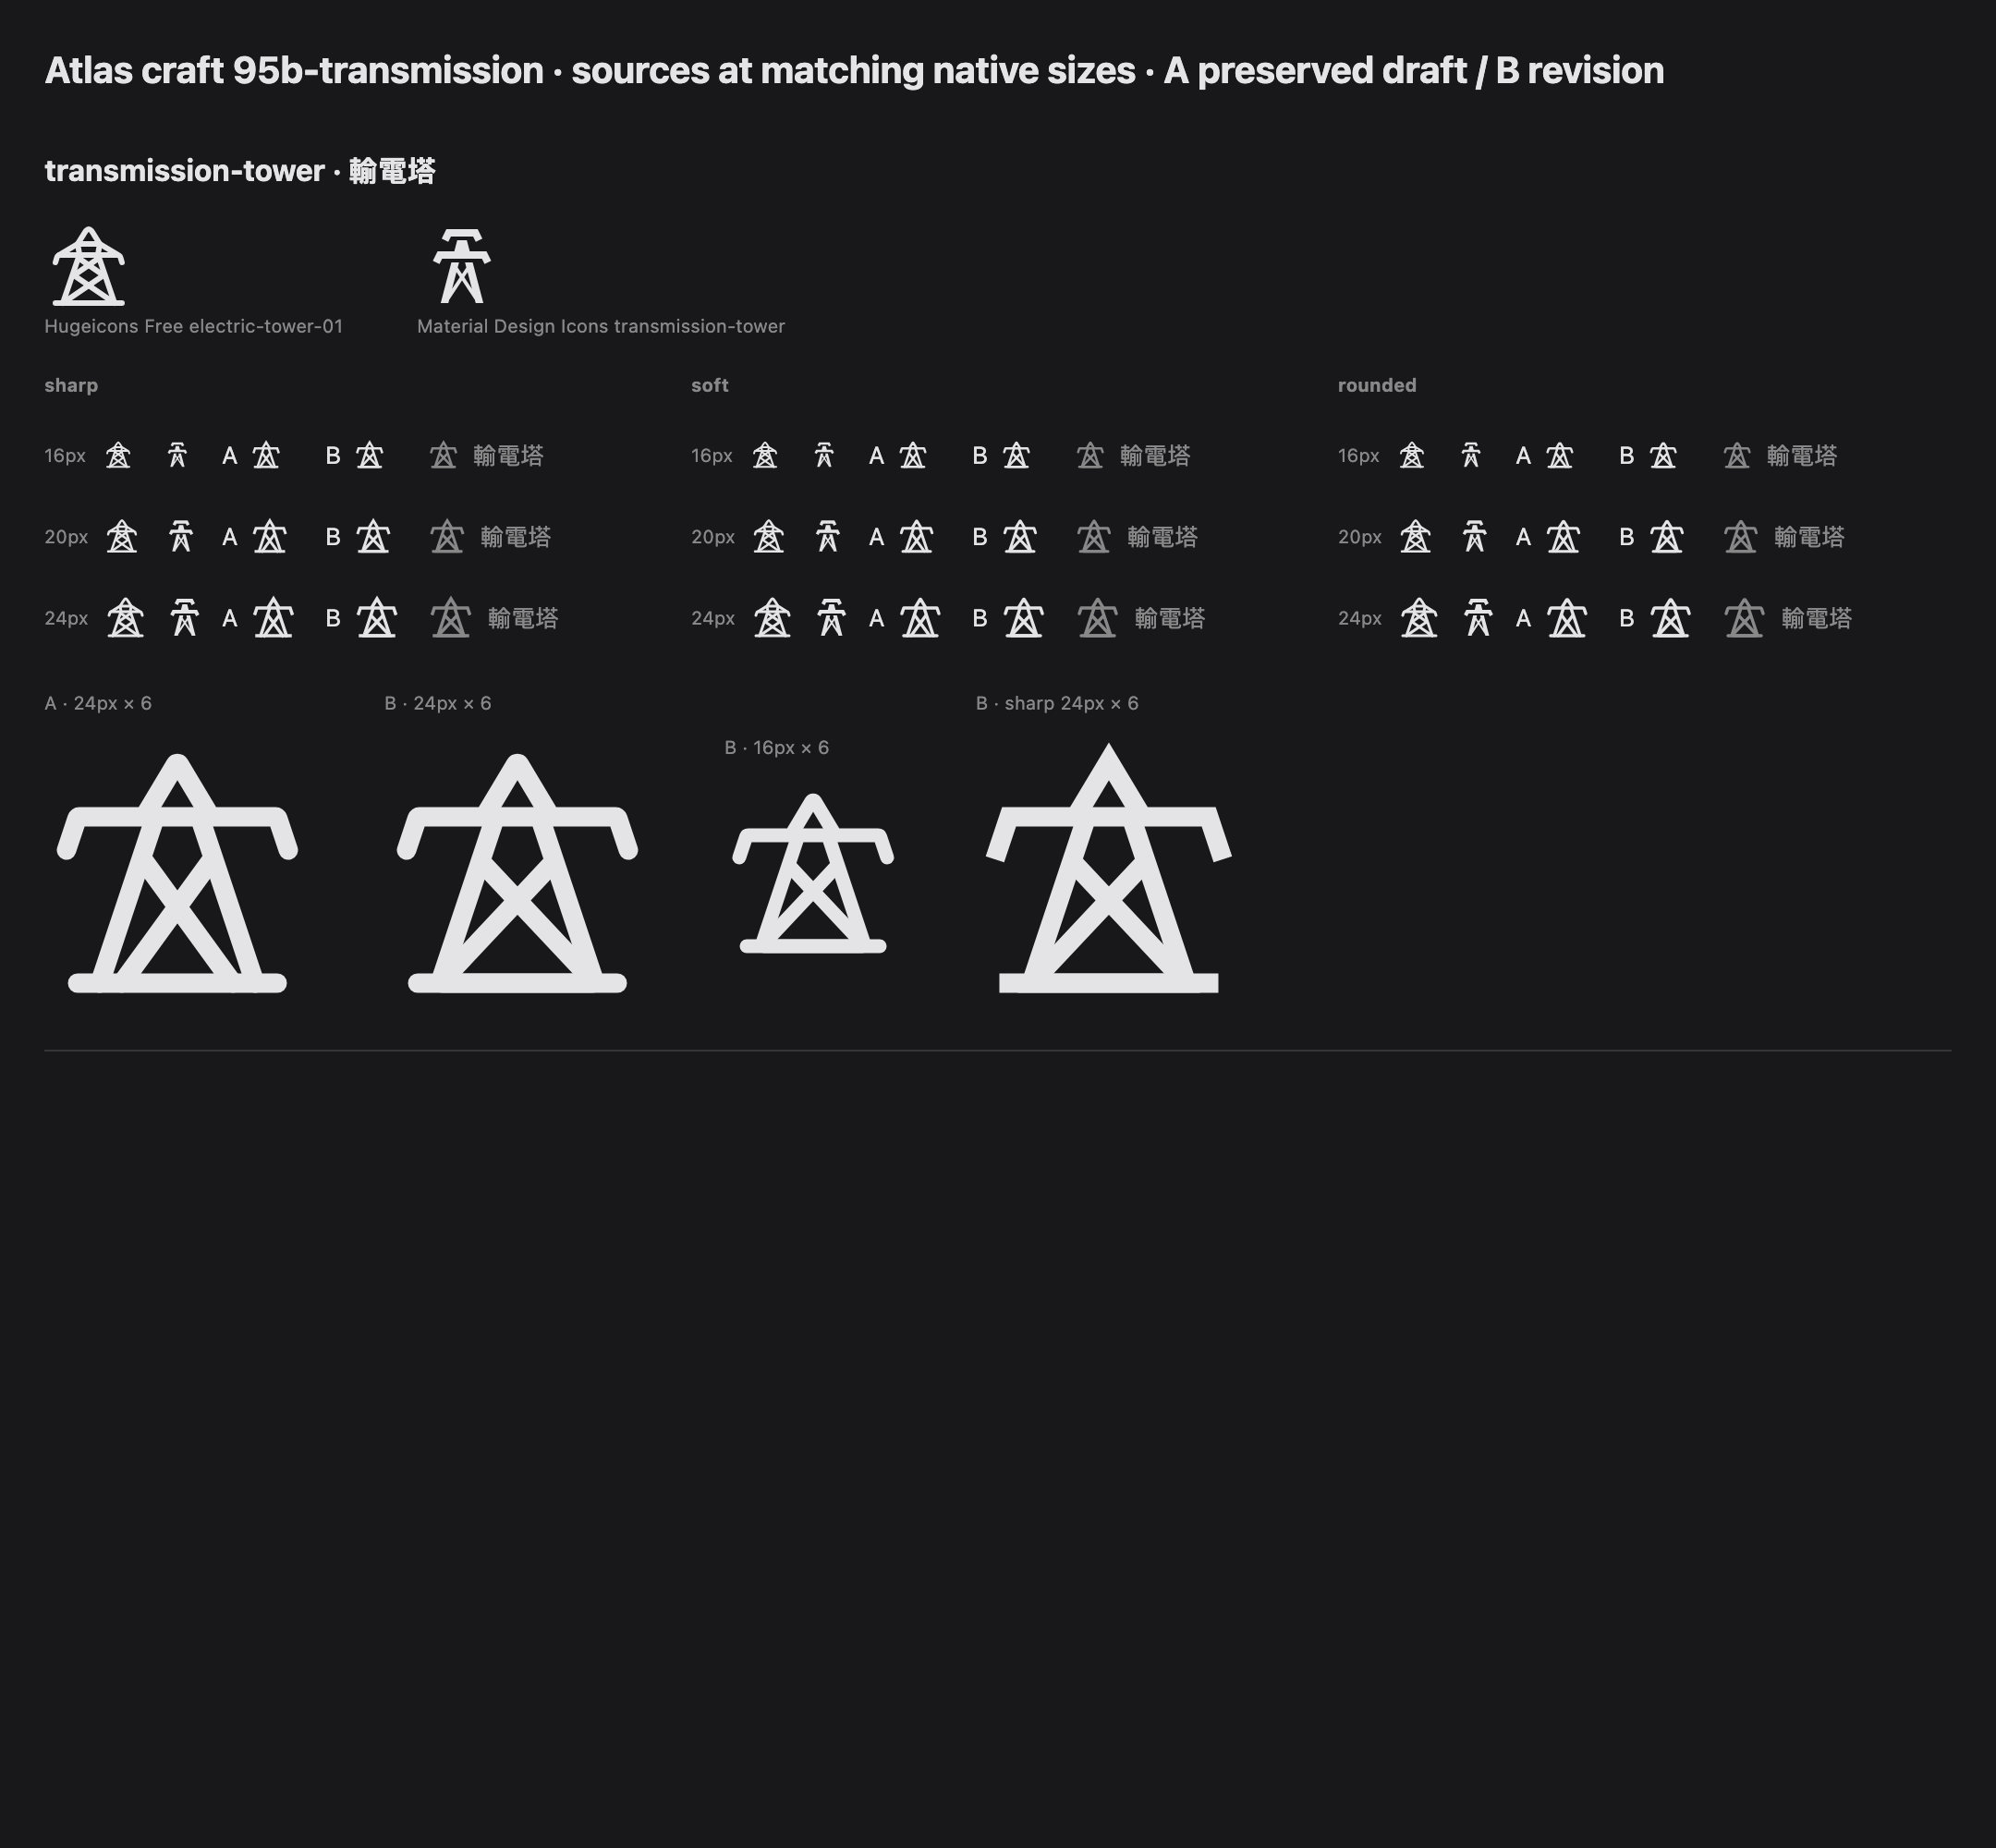 Atlas craft 95b-transmission · sources at matching native sizes · A preserved draft / B revision
transmission-tower · 輸電塔
Hugeicons Free electric-tower-01
Material Design Icons transmission-tower
sharp
soft
rounded
16px A B 輸電塔
16px A B 輸電塔
16px A B 輸電塔
20px A B 輸電塔
20px A B 輸電塔
20px A B 輸電塔
24px A B 輸電塔
24px A B 輸電塔
24px A B 輸電塔
A · 24px × 6
B · 24px × 6
B · 16px × 6
B · sharp 24px × 6